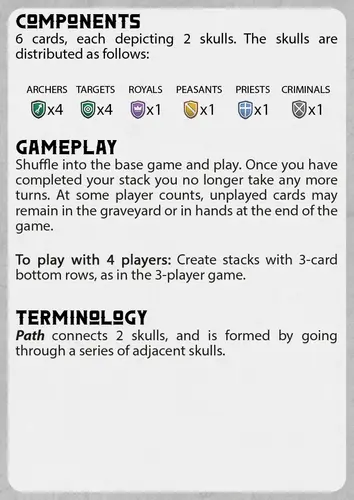 COMPONENTS
6 cards, each depicting 2 skulls. The skulls are
distributed as follows:
ARCHERS TARGETS ROYALS PEASANTS PRIESTS CRIMINALS
x4 x4 x1 x1 x1 x1
GAMEPLAY
Shuffle into the base game and play. Once you have
completed your stack you no longer take any more
turns. At some player counts, unplayed cards may
remain in the graveyard or in hands at the end of the
game.
To play with 4 players: Create stacks with 3-card
bottom rows, as in the 3-player game.
TERMINOLOGY
Path connects 2 skulls, and is formed by going
through a series of adjacent skulls.